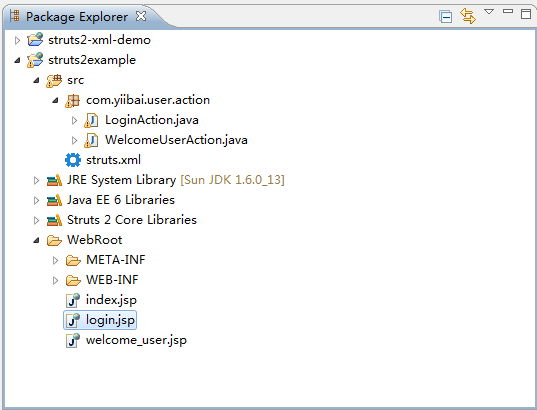 Package Explorer
struts2-xml-demo
struts2example
src
com.yiibai.user.action
LoginAction.java
WelcomeUserAction.java
struts.xml
JRE System Library [Sun JDK 1.6.0_13]
Java EE 6 Libraries
Struts 2 Core Libraries
WebRoot
META-INF
WEB-INF
index.jsp
login.jsp
welcome_user.jsp